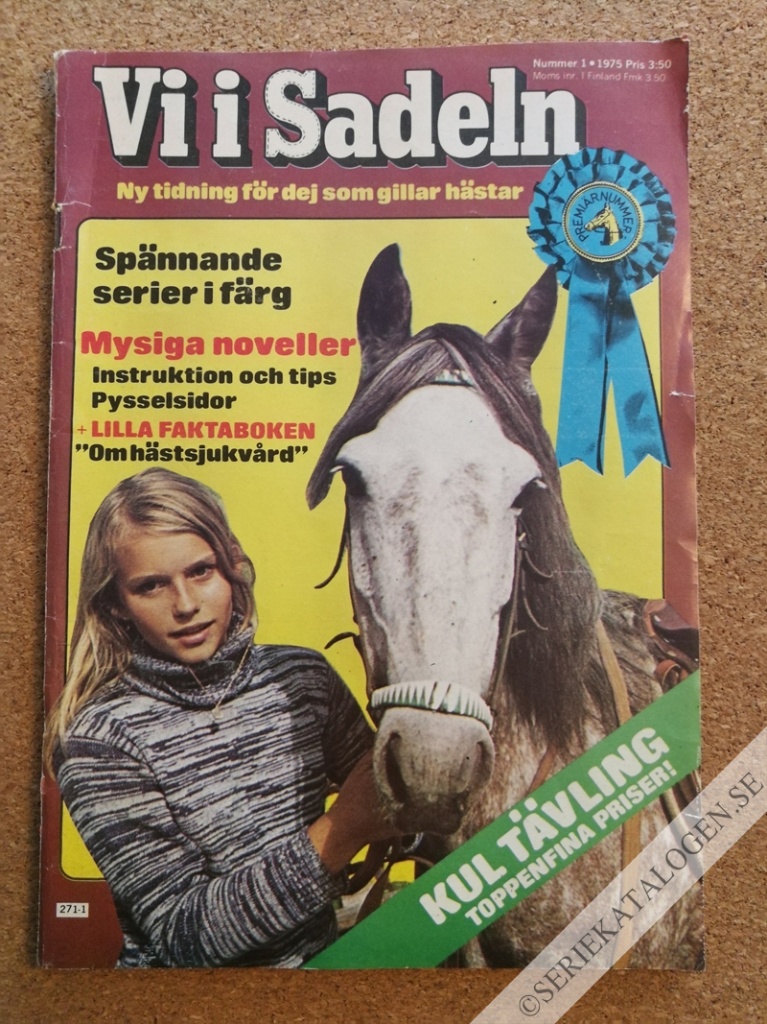 Nummer 1 • 1975 Pris 3:50
Moms inr. I Finland Fmk 3.50
Vi i Sadeln
Ny tidning för dej som gillar hästar
PREMIÄRNUMMER
Spännande
serier i färg
Mysiga noveller
Instruktion och tips
Pysselsidor
+ LILLA FAKTABOKEN
"Om hästsjukvård"
KUL TÄVLING
TOPPENFINA PRISER!
271-1
©SERIEKATALOGEN.SE